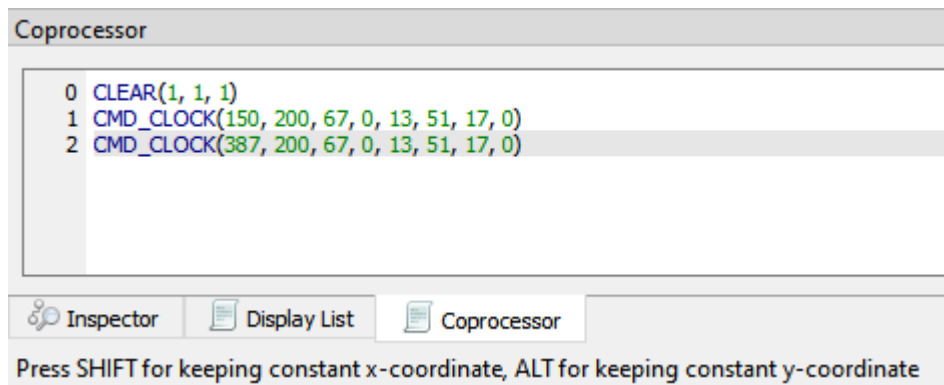 Coprocessor
0 CLEAR(1, 1, 1)
1 CMD_CLOCK(150, 200, 67, 0, 13, 51, 17, 0)
2 CMD_CLOCK(387, 200, 67, 0, 13, 51, 17, 0)
Inspector Display List Coprocessor
Press SHIFT for keeping constant x-coordinate, ALT for keeping constant y-coordinate